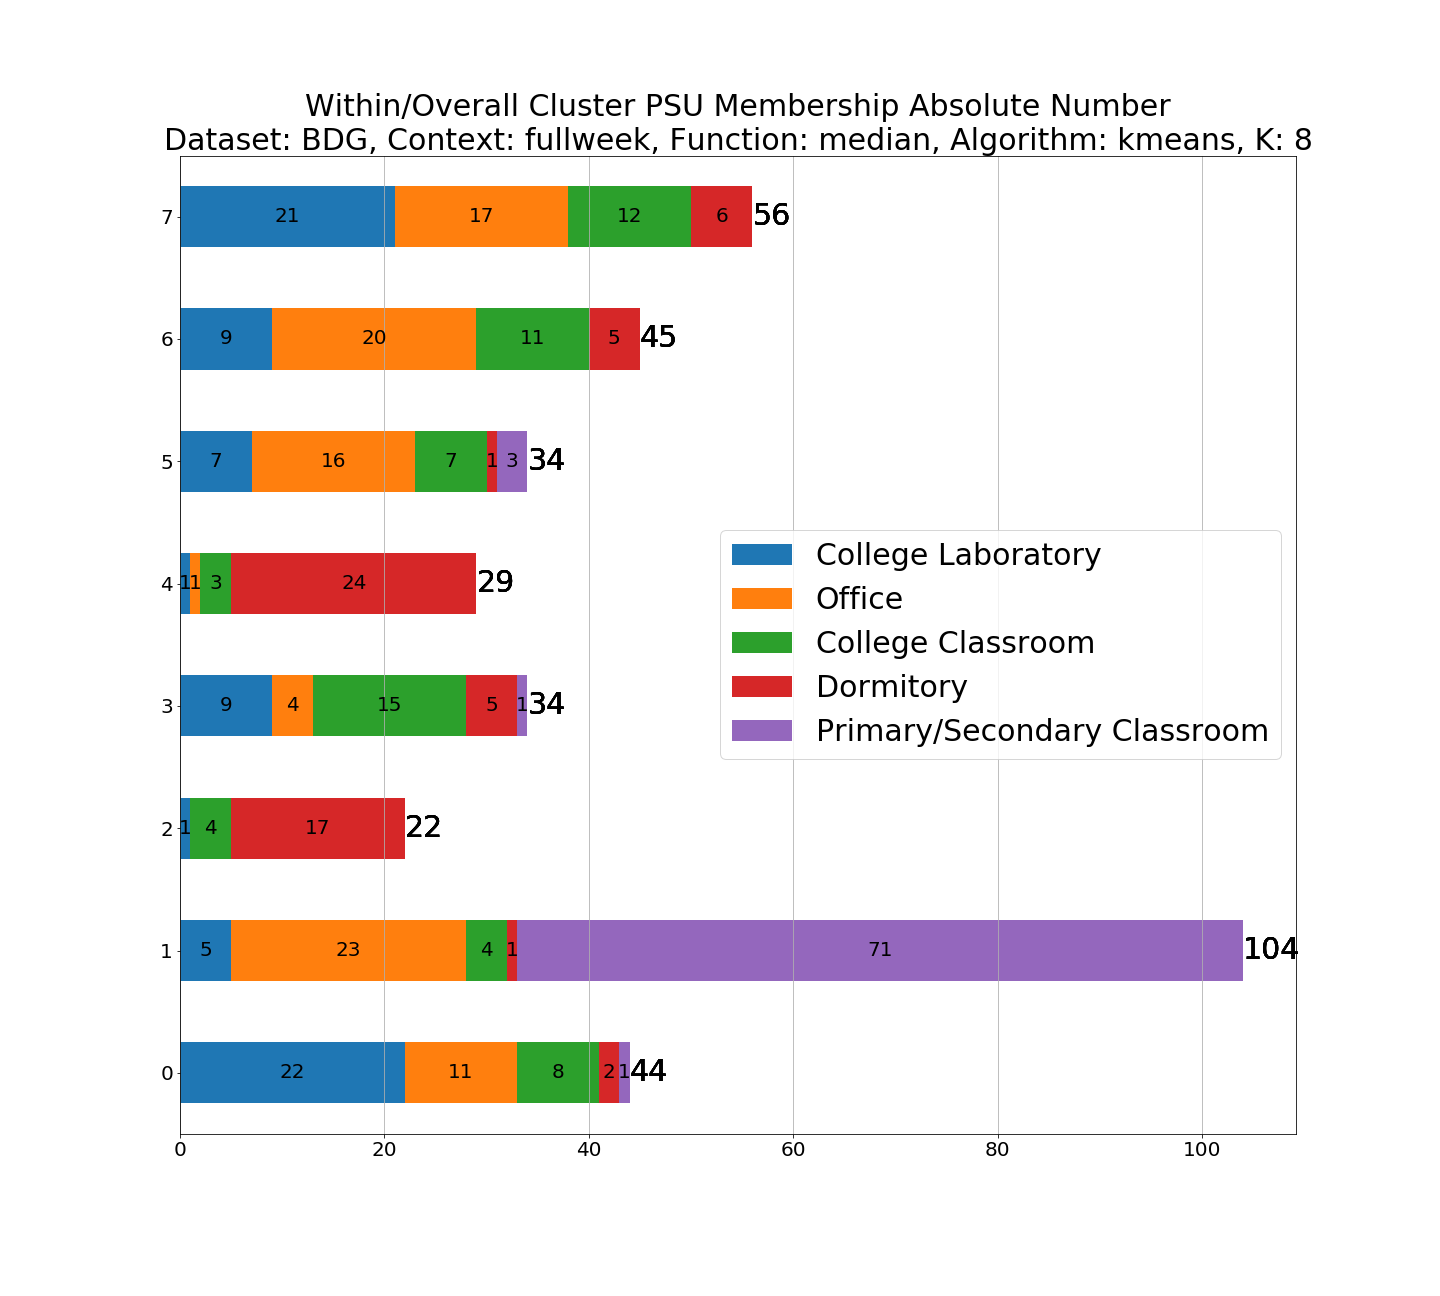 Within/Overall Cluster PSU Membership Absolute Number
Dataset: BDG, Context: fullweek, Function: median, Algorithm: kmeans, K: 8
7 21 17 12 6 56
6 9 20 11 5 45
5 7 16 7 1 3 34
4 1 1 3 24 29
College Laboratory
Office
College Classroom
Dormitory
Primary/Secondary Classroom
3 9 4 15 5 1 34
2 1 4 17 22
1 5 23 4 1 71 104
0 22 11 8 2 1 44
0 20 40 60 80 100